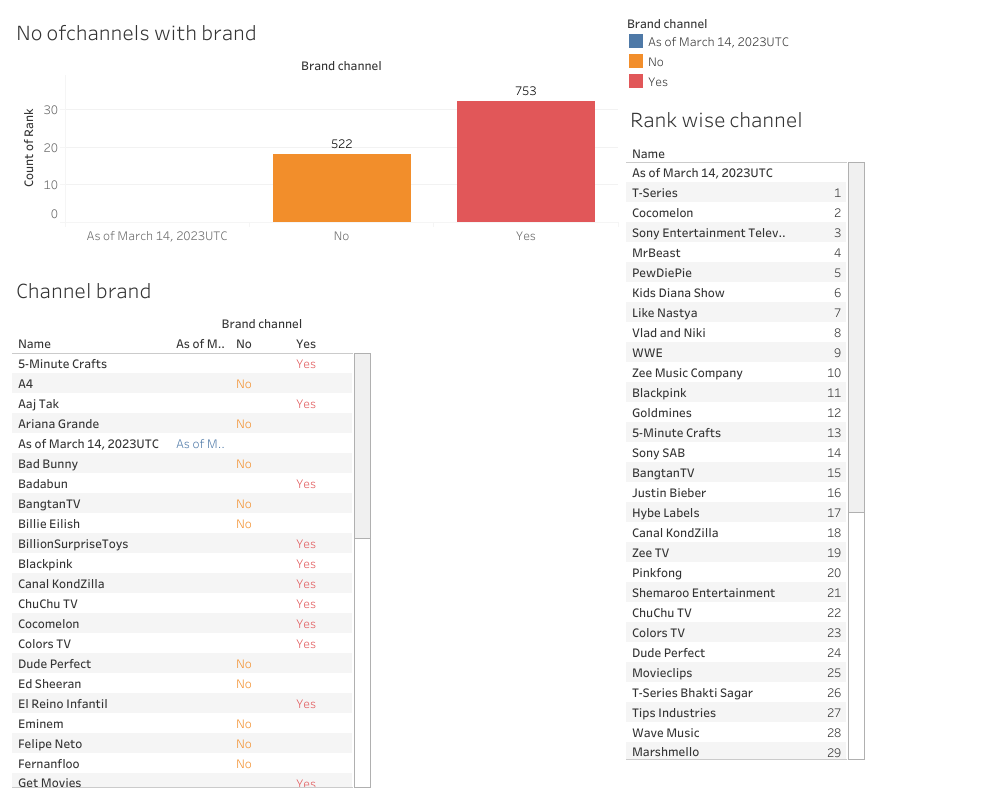 No ofchannels with brand
Brand channel
Count of Rank
30
20
10
0
522
753
As of March 14, 2023UTC No Yes
Brand channel
As of March 14, 2023UTC
No
Yes
Rank wise channel
Name
As of March 14, 2023UTC
T-Series 1
Cocomelon 2
Sony Entertainment Telev.. 3
MrBeast 4
PewDiePie 5
Kids Diana Show 6
Like Nastya 7
Vlad and Niki 8
WWE 9
Zee Music Company 10
Blackpink 11
Goldmines 12
5-Minute Crafts 13
Sony SAB 14
BangtanTV 15
Justin Bieber 16
Hybe Labels 17
Canal KondZilla 18
Zee TV 19
Pinkfong 20
Shemaroo Entertainment 21
ChuChu TV 22
Colors TV 23
Dude Perfect 24
Movieclips 25
T-Series Bhakti Sagar 26
Tips Industries 27
Wave Music 28
Marshmello 29
Channel brand
Brand channel
Name As of M.. No Yes
5-Minute Crafts Yes
A4 No
Aaj Tak Yes
Ariana Grande No
As of March 14, 2023UTC As of M..
Bad Bunny No
Badabun Yes
BangtanTV No
Billie Eilish No
BillionSurpriseToys Yes
Blackpink Yes
Canal KondZilla Yes
ChuChu TV Yes
Cocomelon Yes
Colors TV Yes
Dude Perfect No
Ed Sheeran No
El Reino Infantil Yes
Eminem No
Felipe Neto No
Fernanfloo No
Get Movies Yes